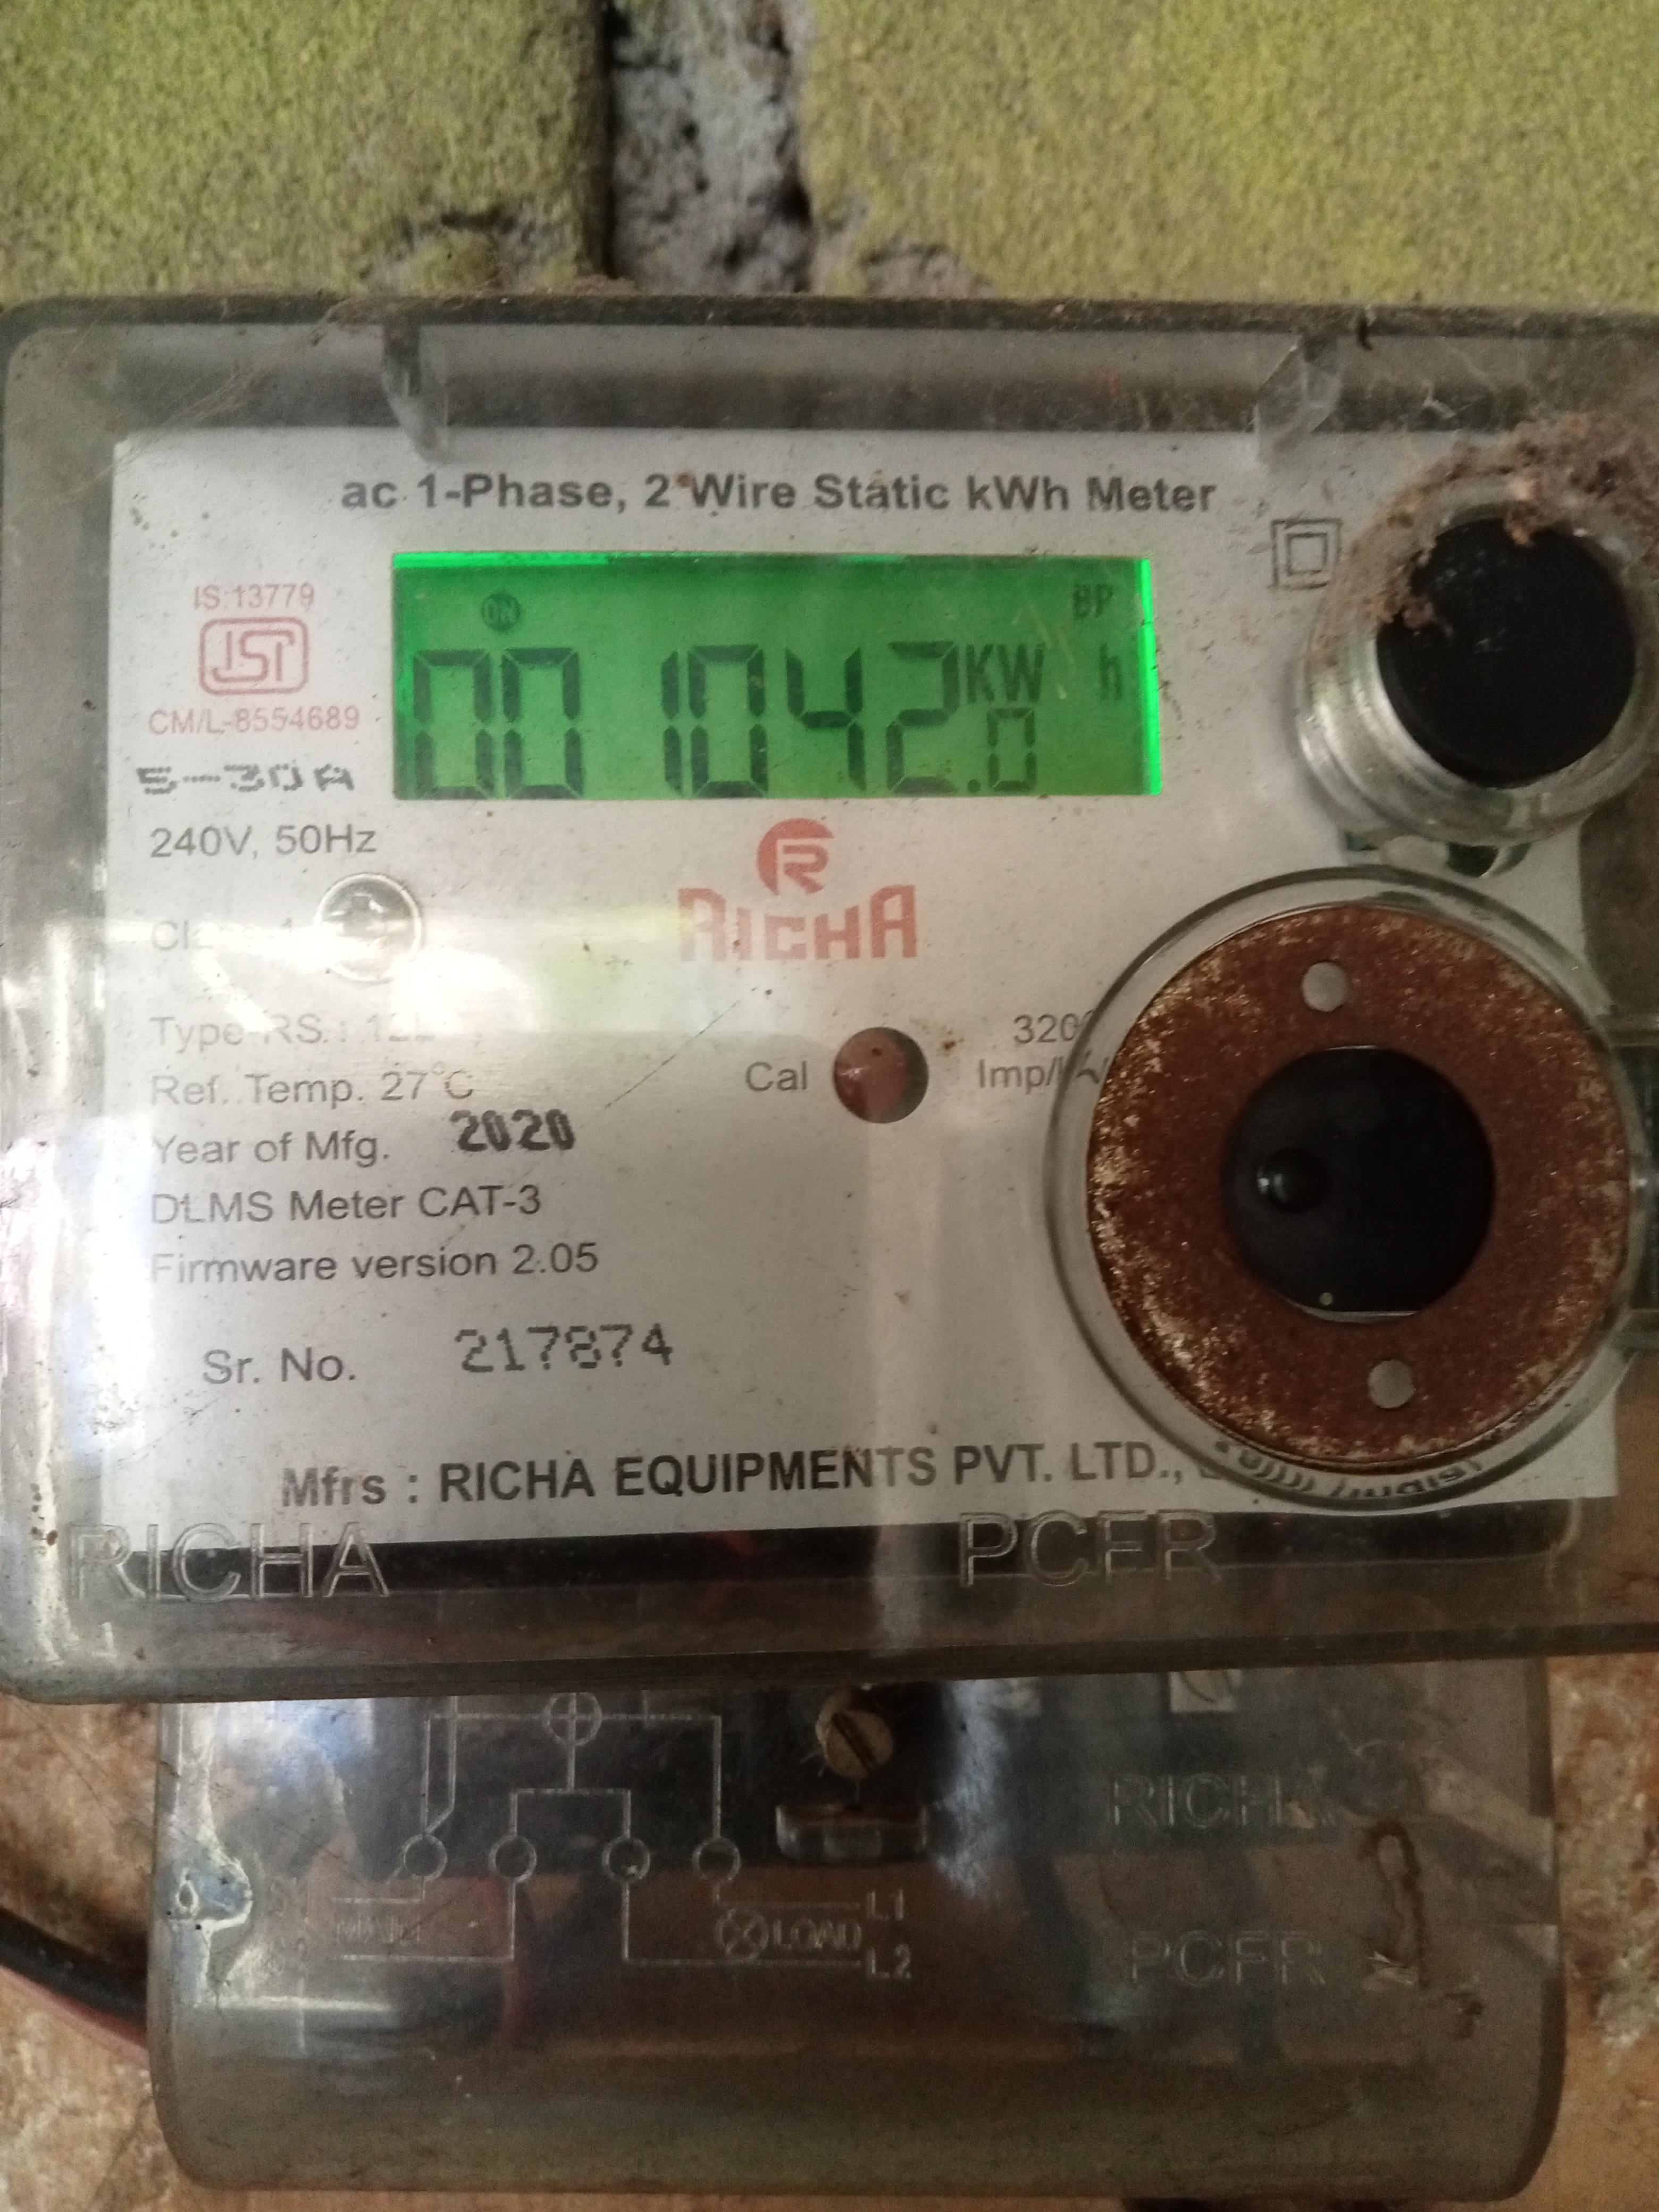 ac 1-Phase, 2 Wire Static kWh Meter
IS:13779
ISI
CM/L-8554689
ON
BP
001042.0 KW h
5-30A
240V, 50Hz
R
RICHA
Ref. Temp. 27°C
Cal
Year of Mfg. 2020
DLMS Meter CAT-3
Firmware version 2.05
Sr. No. 217874
Mfrs : RICHA EQUIPMENTS PVT. LTD.,
RICHA PCFR
RICHA
MAIN
LOAD
L1
L2
PCFR